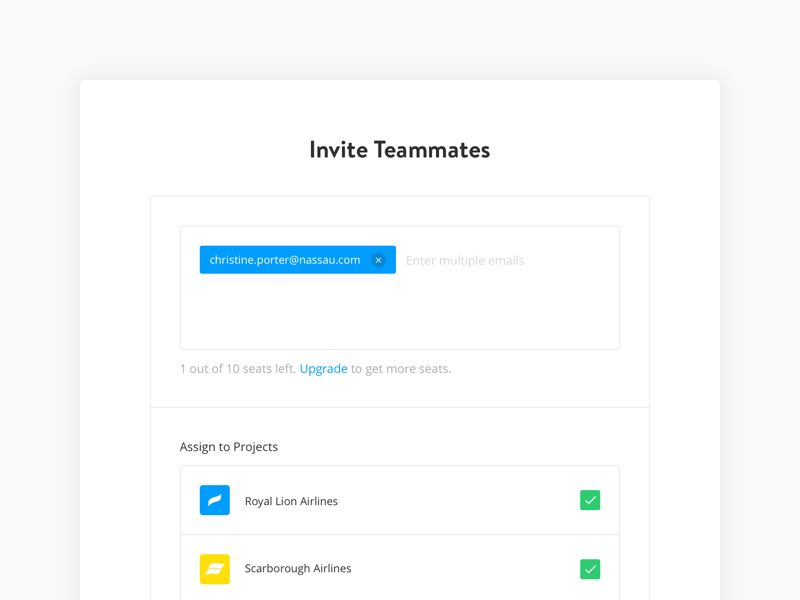 Invite Teammates
christine.porter@nassau.com Enter multiple emails
1 out of 10 seats left. Upgrade to get more seats.
Assign to Projects
Royal Lion Airlines
Scarborough Airlines